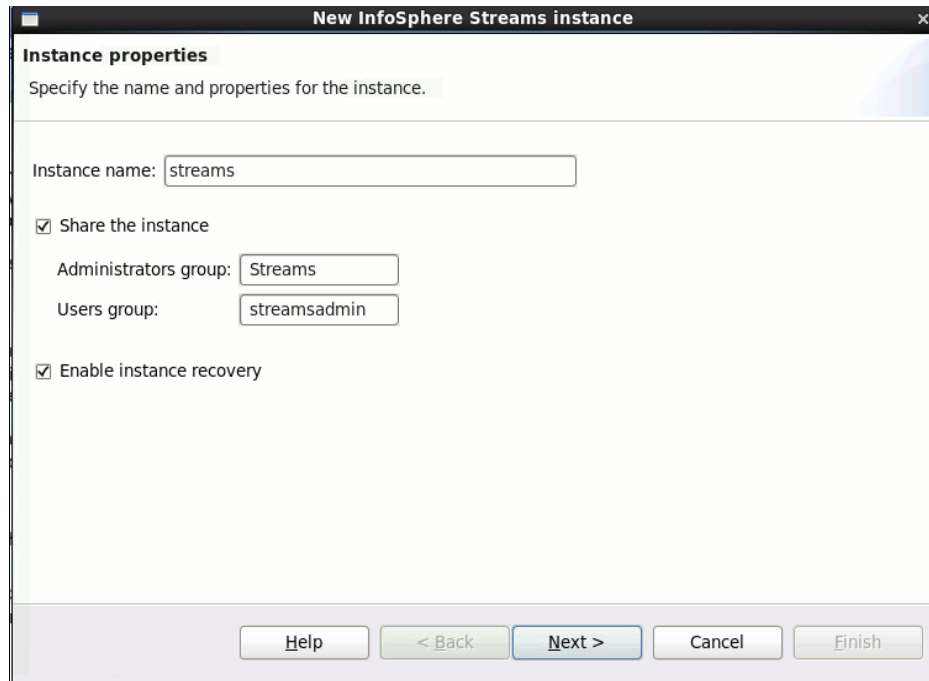 New InfoSphere Streams instance
Instance properties
Specify the name and properties for the instance.
Instance name: streams
Share the instance
Administrators group: Streams
Users group: streamsadmin
Enable instance recovery
Help < Back Next > Cancel Finish